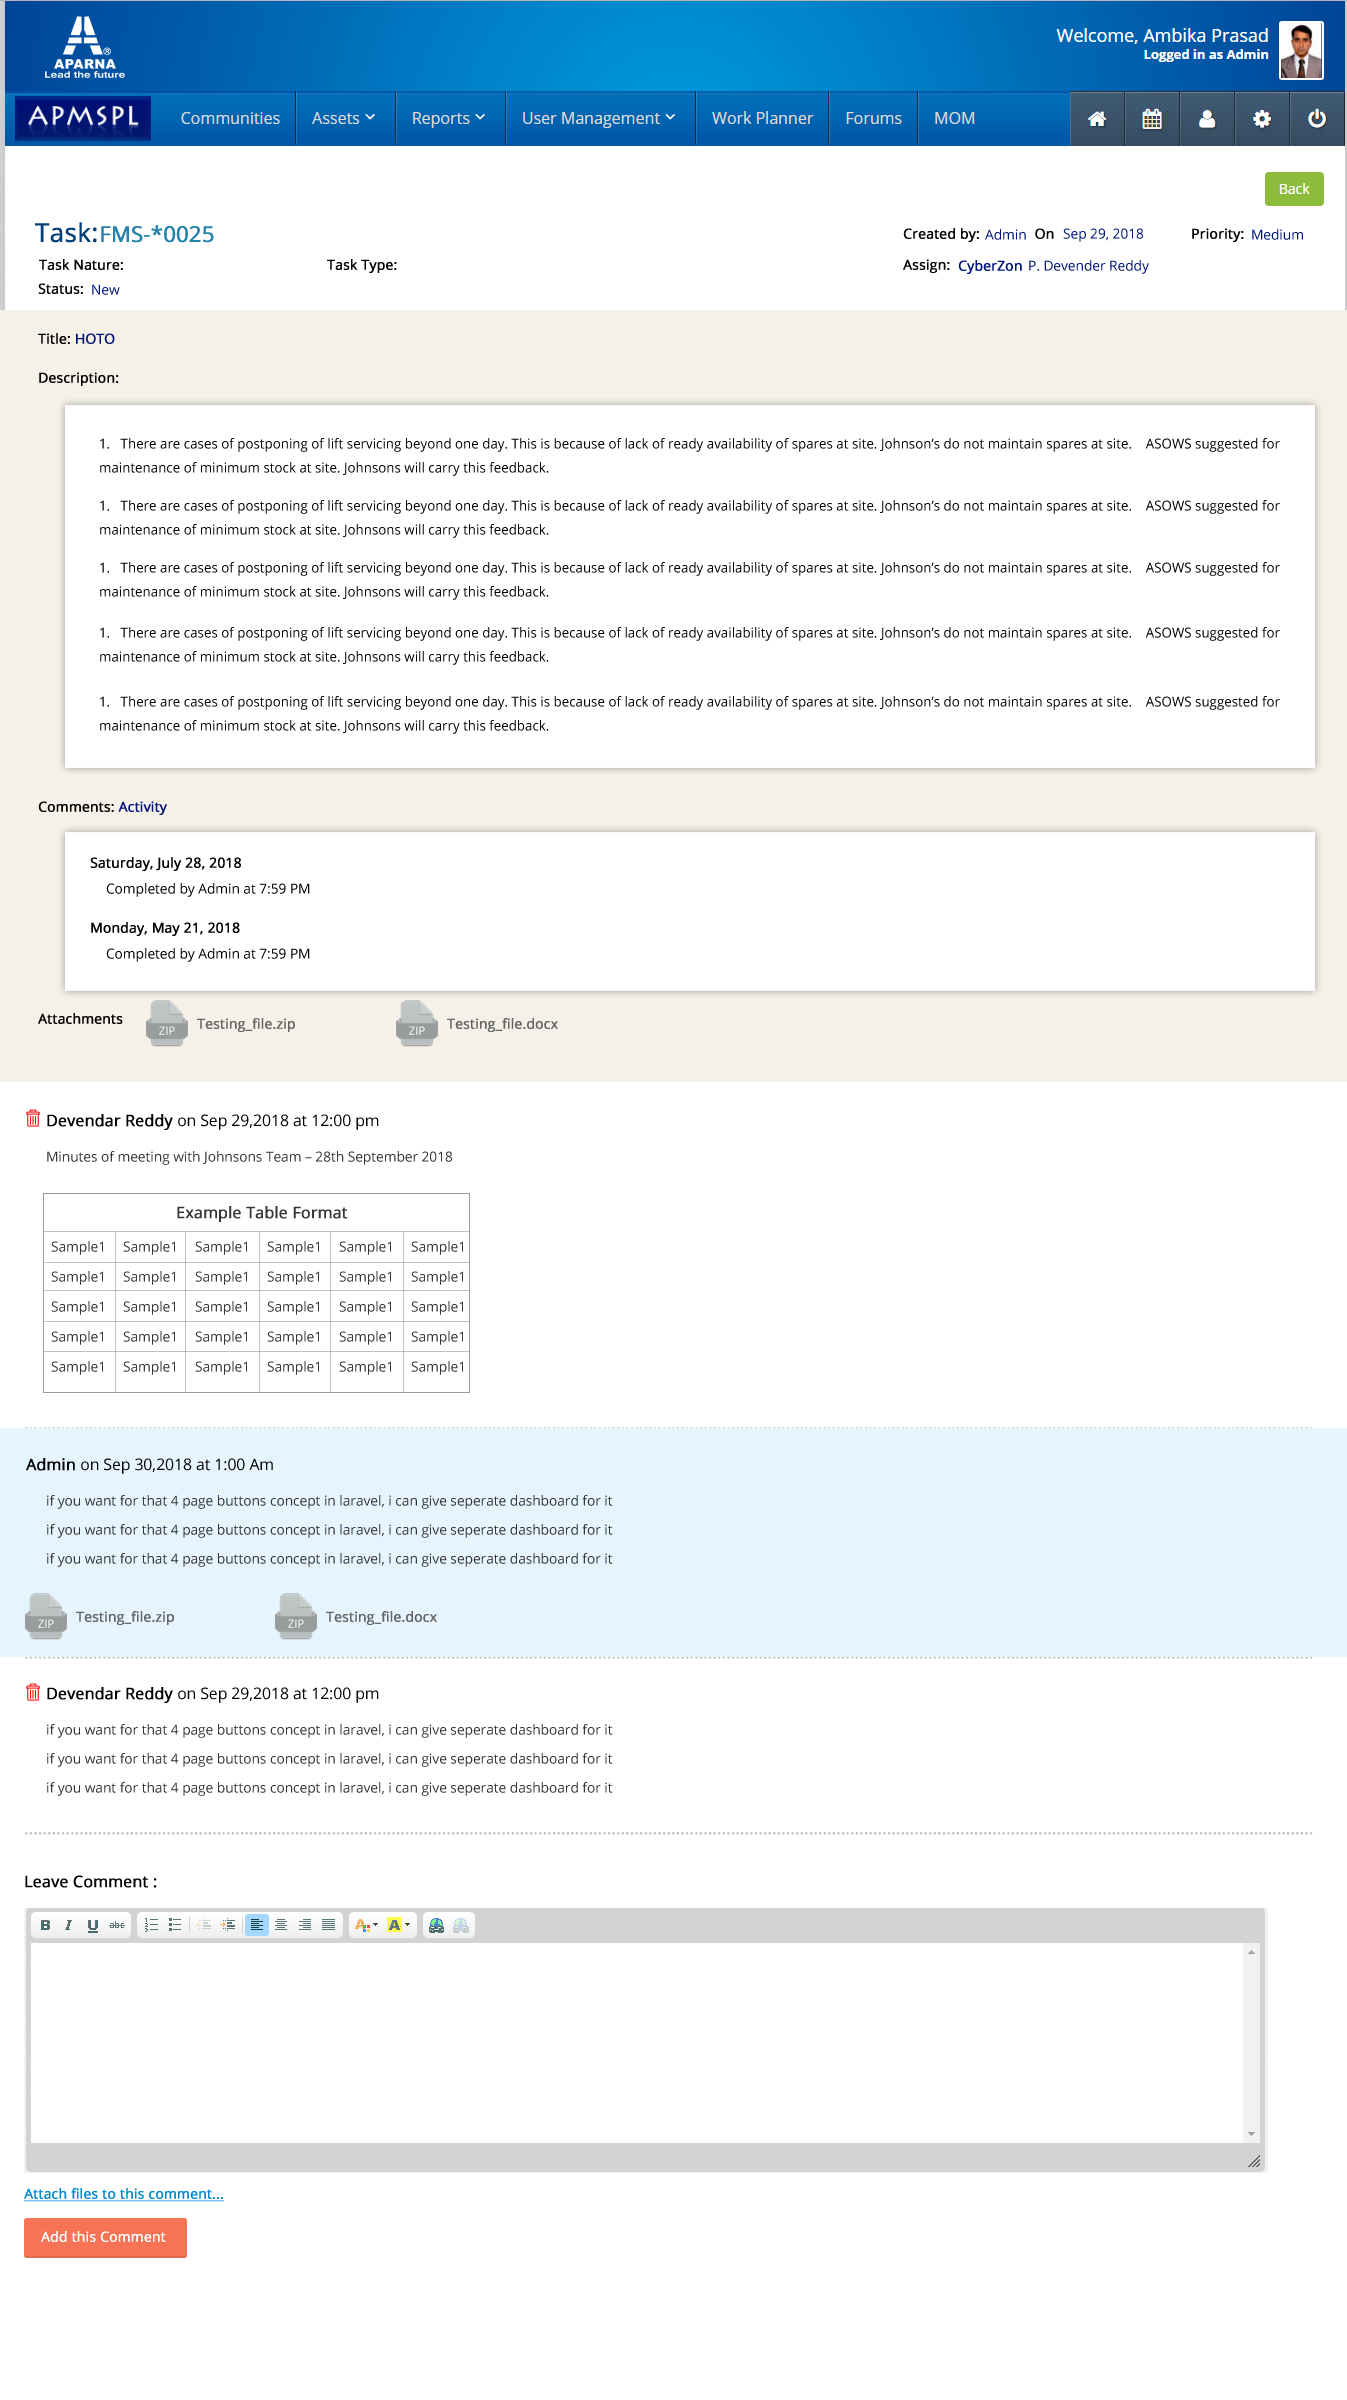 Welcome, Ambika Prasad
Logged in as Admin
APARNA®
Lead the future
APMSPL Communities Assets Reports User Management Work Planner Forums MOM
Back
Task:FMS-*0025
Created by: Admin On Sep 29, 2018 Priority: Medium
Task Nature: Task Type:
Assign: CyberZon P. Devender Reddy
Status: New
Title: HOTO
Description:
1. There are cases of postponing of lift servicing beyond one day. This is because of lack of ready availability of spares at site. Johnson's do not maintain spares at site. ASOWS suggested for
maintenance of minimum stock at site. Johnsons will carry this feedback.
1. There are cases of postponing of lift servicing beyond one day. This is because of lack of ready availability of spares at site. Johnson's do not maintain spares at site. ASOWS suggested for
maintenance of minimum stock at site. Johnsons will carry this feedback.
1. There are cases of postponing of lift servicing beyond one day. This is because of lack of ready availability of spares at site. Johnson's do not maintain spares at site. ASOWS suggested for
maintenance of minimum stock at site. Johnsons will carry this feedback.
1. There are cases of postponing of lift servicing beyond one day. This is because of lack of ready availability of spares at site. Johnson's do not maintain spares at site. ASOWS suggested for
maintenance of minimum stock at site. Johnsons will carry this feedback.
1. There are cases of postponing of lift servicing beyond one day. This is because of lack of ready availability of spares at site. Johnson's do not maintain spares at site. ASOWS suggested for
maintenance of minimum stock at site. Johnsons will carry this feedback.
Comments: Activity
Saturday, July 28, 2018
Completed by Admin at 7:59 PM
Monday, May 21, 2018
Completed by Admin at 7:59 PM
Attachments ZIP Testing_file.zip ZIP Testing_file.docx
Devendar Reddy on Sep 29,2018 at 12:00 pm
Minutes of meeting with Johnsons Team – 28th September 2018
Example Table Format
Sample1 Sample1 Sample1 Sample1 Sample1 Sample1
Sample1 Sample1 Sample1 Sample1 Sample1 Sample1
Sample1 Sample1 Sample1 Sample1 Sample1 Sample1
Sample1 Sample1 Sample1 Sample1 Sample1 Sample1
Sample1 Sample1 Sample1 Sample1 Sample1 Sample1
Admin on Sep 30,2018 at 1:00 Am
if you want for that 4 page buttons concept in laravel, i can give seperate dashboard for it
if you want for that 4 page buttons concept in laravel, i can give seperate dashboard for it
if you want for that 4 page buttons concept in laravel, i can give seperate dashboard for it
ZIP Testing_file.zip ZIP Testing_file.docx
Devendar Reddy on Sep 29,2018 at 12:00 pm
if you want for that 4 page buttons concept in laravel, i can give seperate dashboard for it
if you want for that 4 page buttons concept in laravel, i can give seperate dashboard for it
if you want for that 4 page buttons concept in laravel, i can give seperate dashboard for it
Leave Comment :
B I U abc A A
Attach files to this comment...
Add this Comment